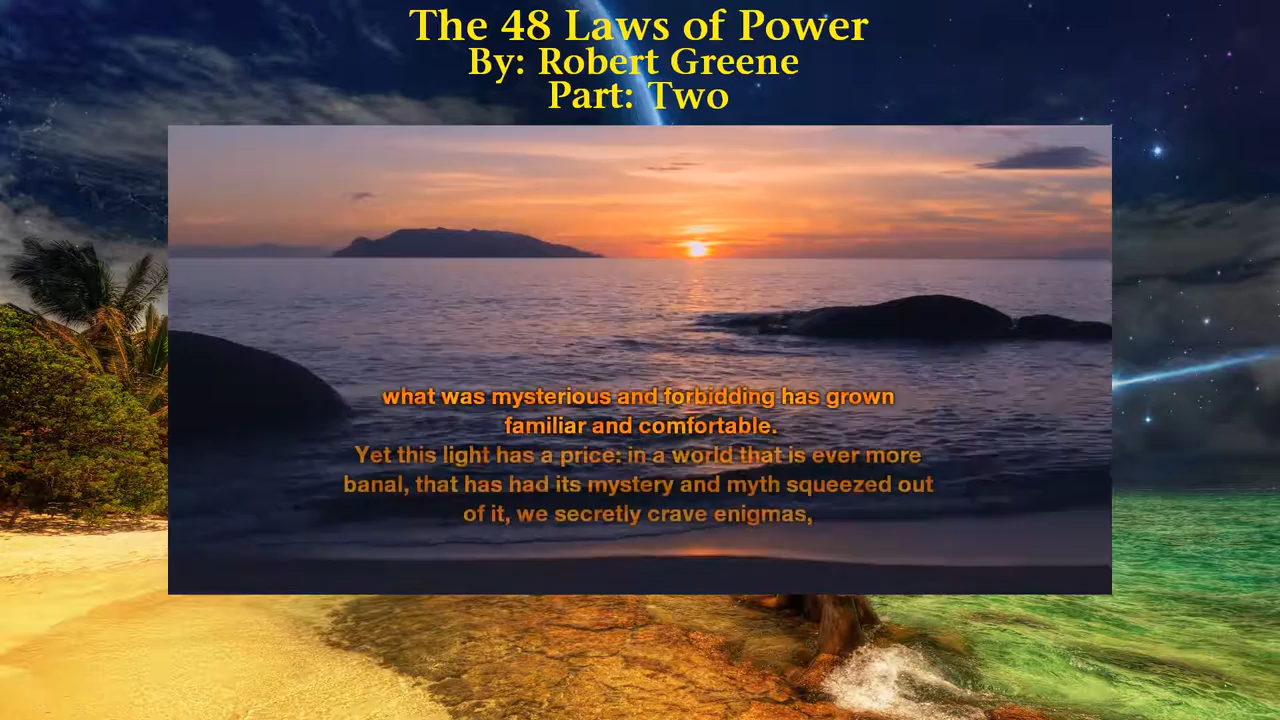 The 48 Laws of Power
By: Robert Greene
Part: Two
what was mysterious and forbidding has grown
familiar and comfortable.
Yet this light has a price: in a world that is ever more
banal, that has had its mystery and myth squeezed out
of it, we secretly crave enigmas,